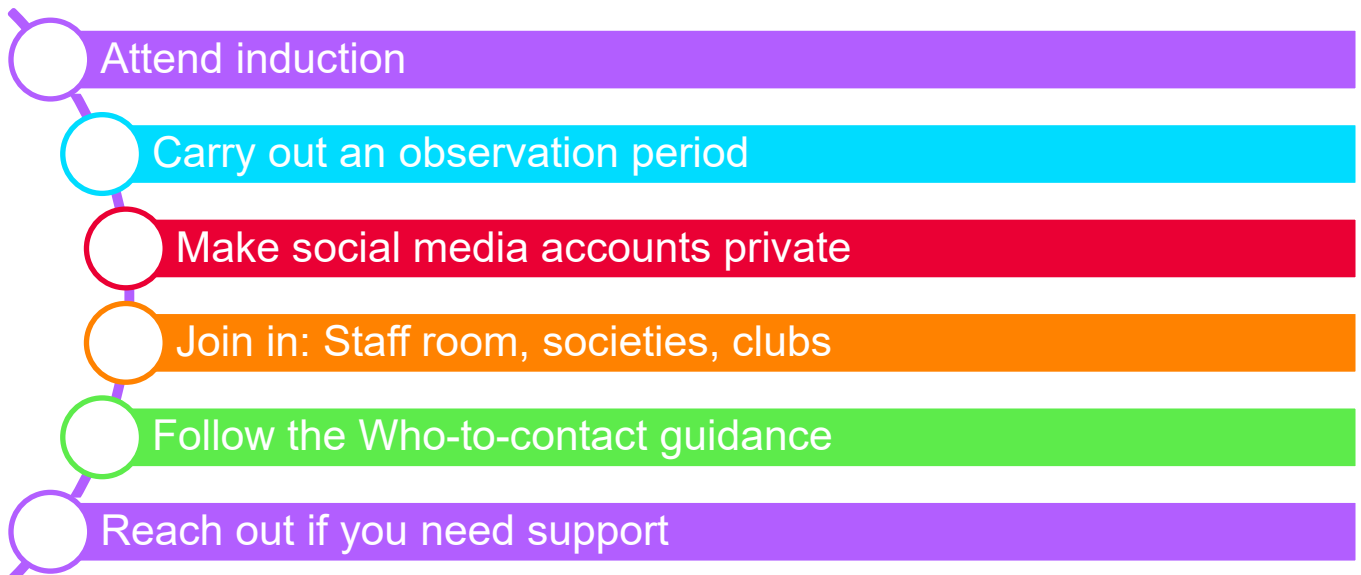 Attend induction
Carry out an observation period
Make social media accounts private
Join in: Staff room, societies, clubs
Follow the Who-to-contact guidance
Reach out if you need support